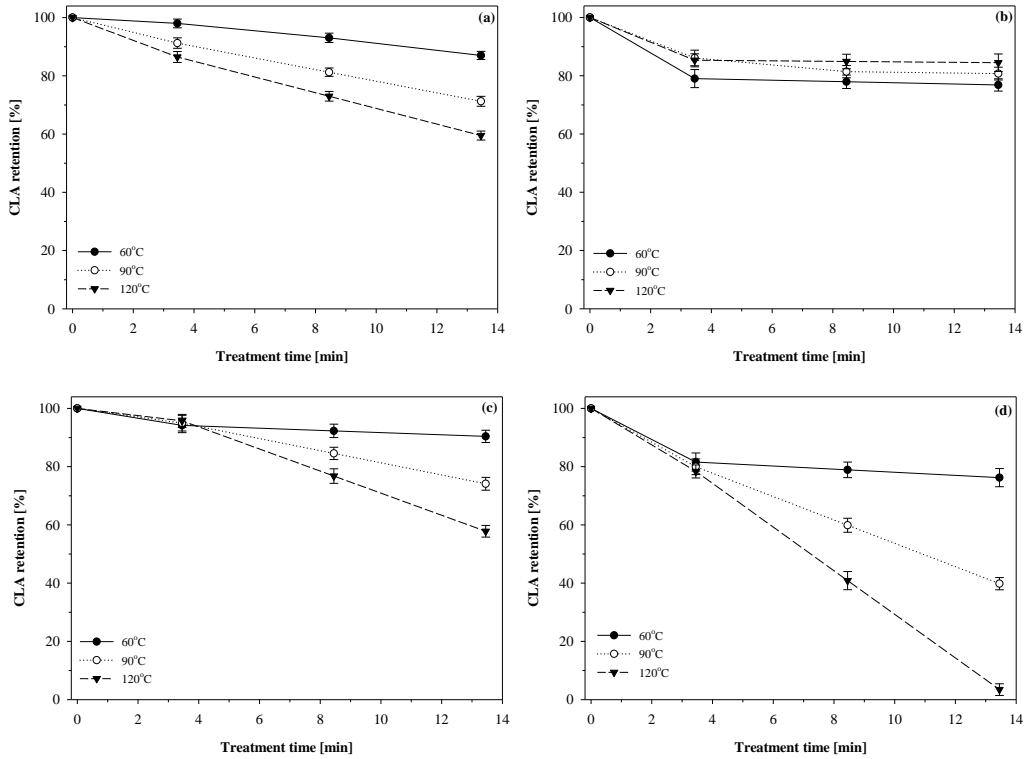 (a)
CLA retention [%]
100
80
60
40
20
0
60°C
90°C
120°C
0 2 4 6 8 10 12 14
Treatment time [min]
(b)
CLA retention [%]
100
80
60
40
20
0
60°C
90°C
120°C
0 2 4 6 8 10 12 14
Treatment time [min]
(c)
CLA retention [%]
100
80
60
40
20
0
60°C
90°C
120°C
0 2 4 6 8 10 12 14
Treatment time [min]
(d)
CLA retention [%]
100
80
60
40
20
0
60°C
90°C
120°C
0 2 4 6 8 10 12 14
Treatment time [min]